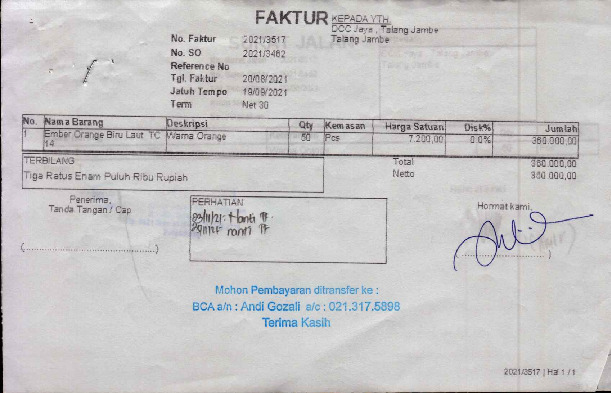 FAKTUR
KEPADA YTH.
DOC Jaya , Talang Jambe
Talang Jambe
No. Faktur 2021/3517
No. SO 2021/3462
Reference No
Tgl. Faktur 20/08/2021
Jatuh Tempo 19/09/2021
Term Net 30
No. Nama Barang Deskripsi Qty Kemasan Harga Satuan Disk% Jumlah
1 Ember Orange Biru Laut TC Warna Orange 50 Pcs 7.200,00 0.0% 360.000,00
14
TERBILANG
Tiga Ratus Enam Puluh Ribu Rupiah
Total 360.000,00
Netto 360.000,00
Penerima,
Tanda Tangan / Cap
(.............................)
PERHATIAN
nanti TF
Hormat kami,
Mohon Pembayaran ditransfer ke :
BCA a/n : Andi Gozali a/c : 021.317.5898
Terima Kasih
2021/3517 | Hal 1 / 1